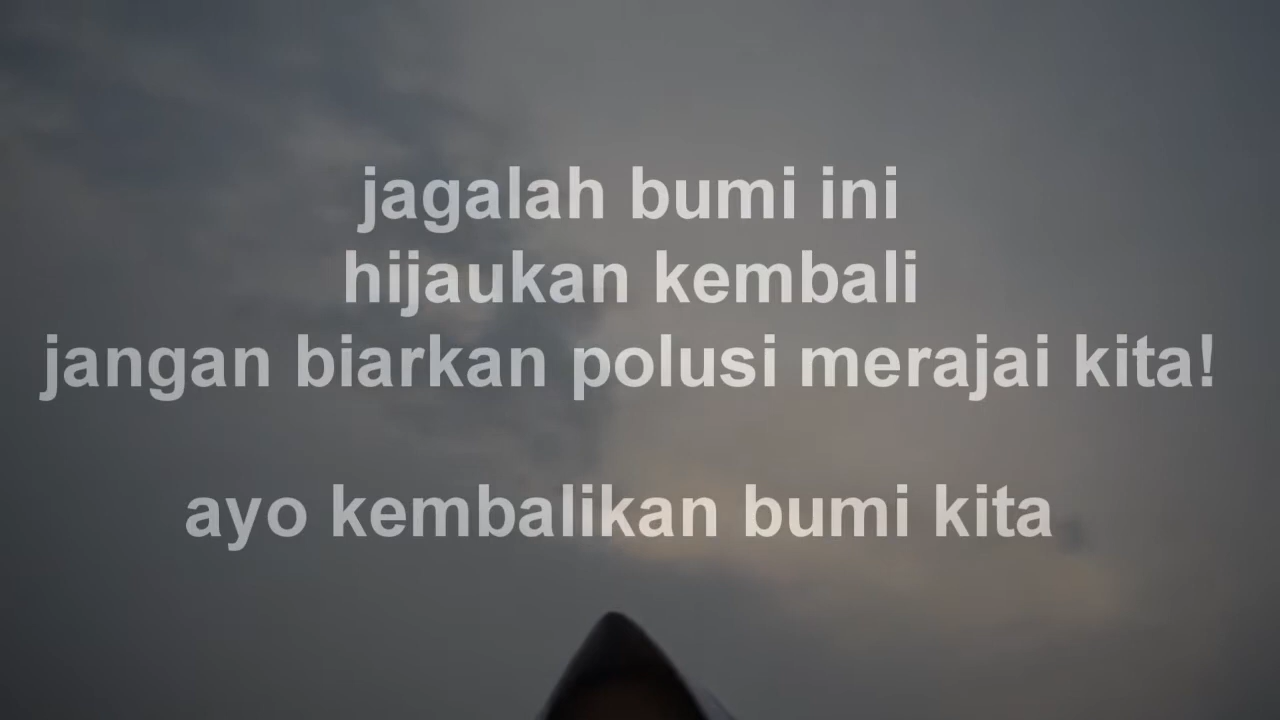 jagalah bumi ini
hijaukan kembali
jangan biarkan polusi merajai kita!
ayo kembalikan bumi kita